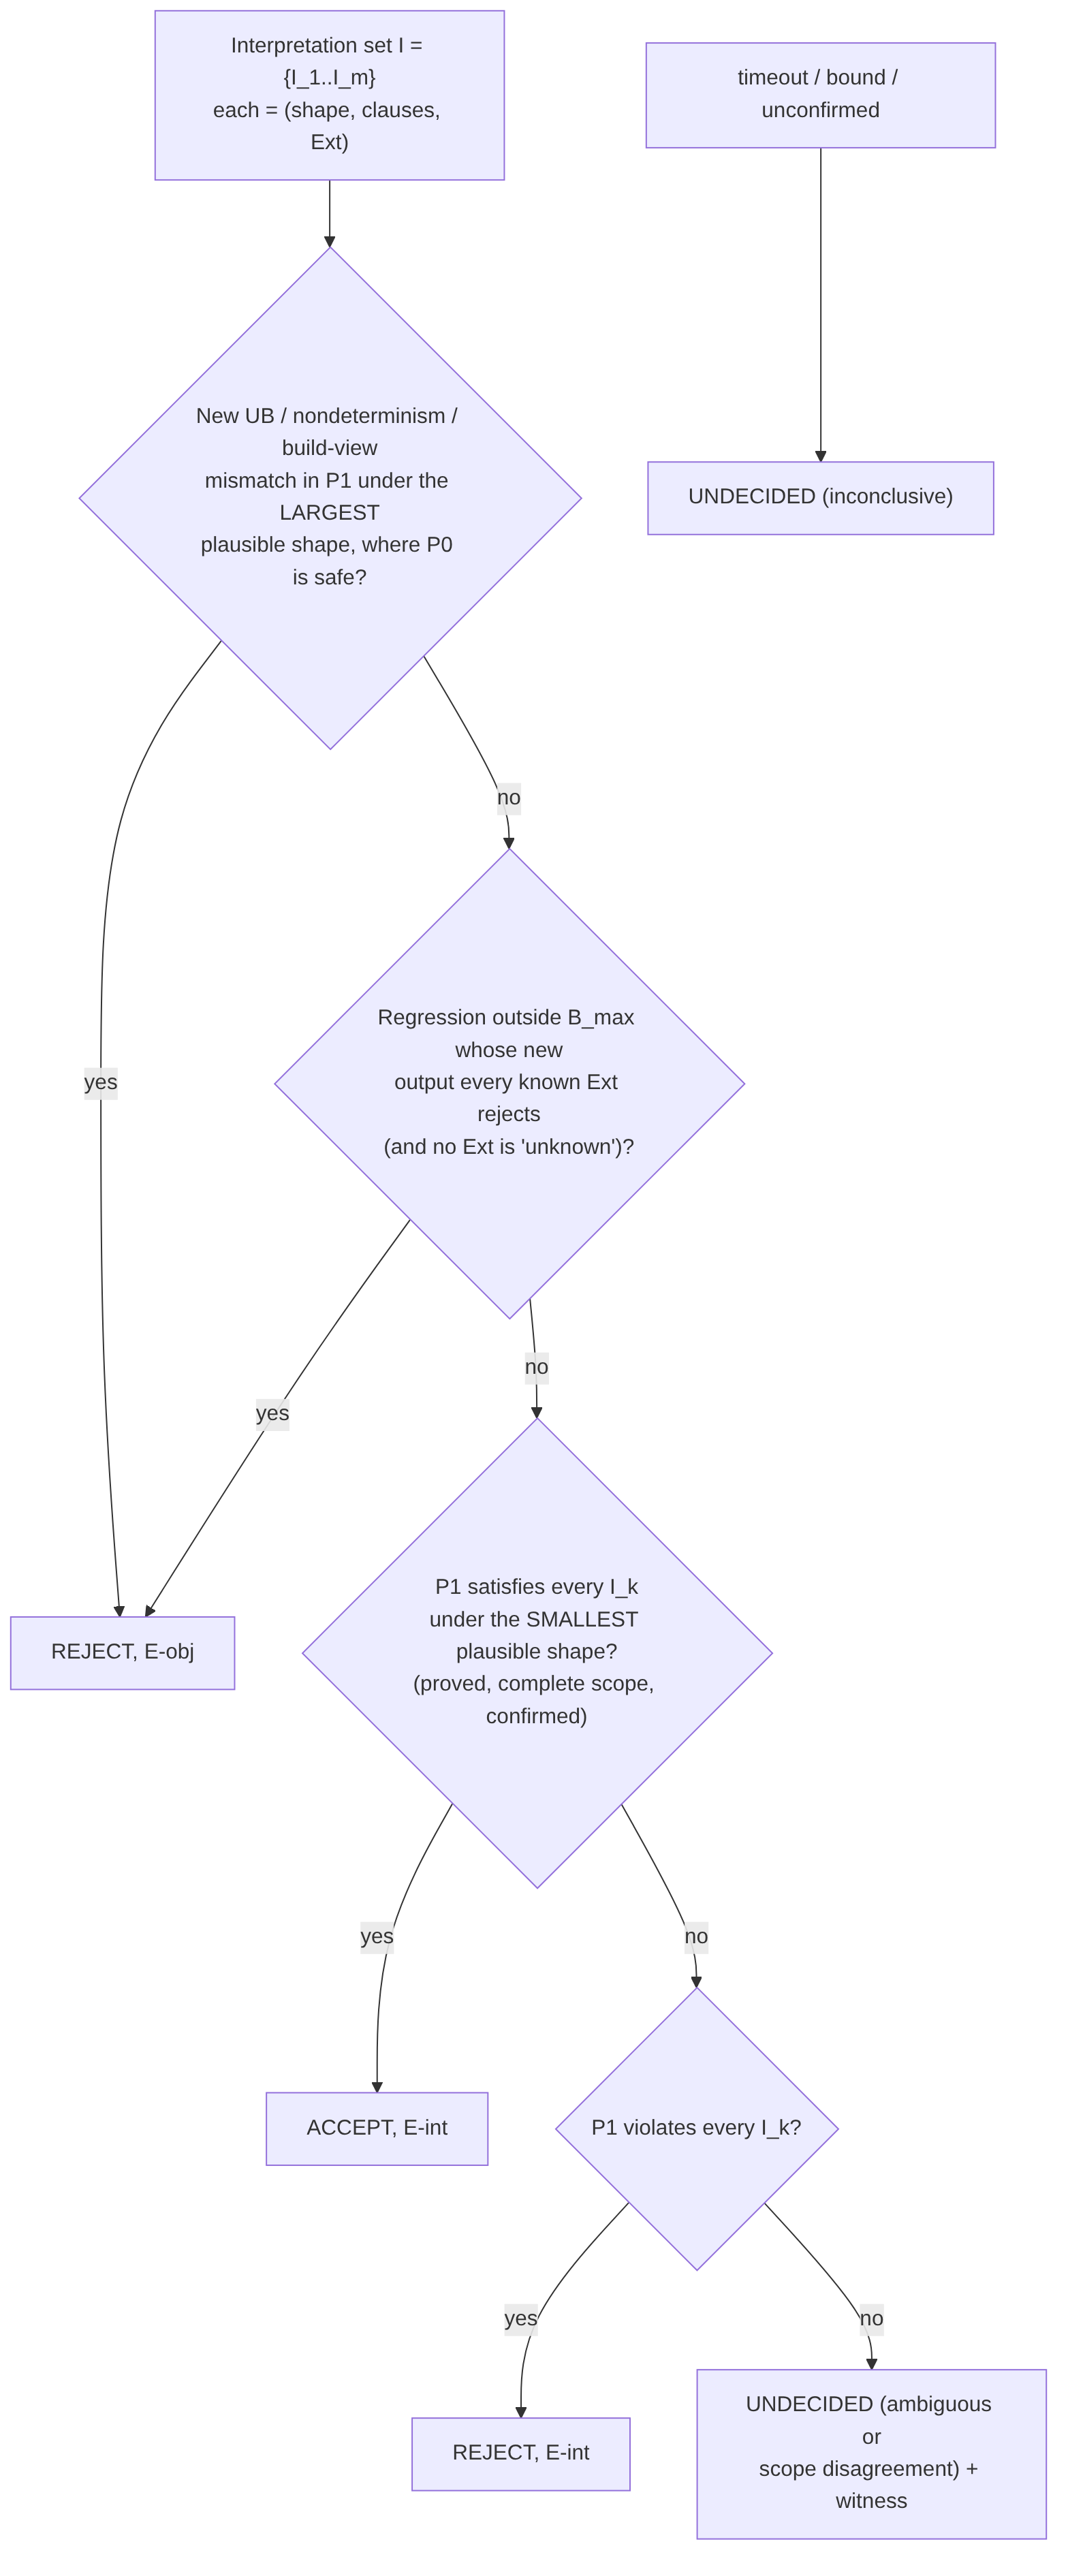 Interpretation set I =
{I_1..I_m}
each = (shape, clauses,
Ext)
timeout / bound /
unconfirmed
New UB / nondeterminism /
build-view
mismatch in P1 under the
LARGEST
plausible shape, where P0
is safe?
UNDECIDED (inconclusive)
no
Regression outside B_max
whose new
output every known Ext
rejects
(and no Ext is 'unknown')?
yes
no
yes
P1 satisfies every I_k
under the SMALLEST
plausible shape?
(proved, complete scope,
confirmed)
REJECT, E-obj
yes
no
ACCEPT, E-int
P1 violates every I_k?
yes
no
REJECT, E-int
UNDECIDED (ambiguous
or
scope disagreement) +
witness